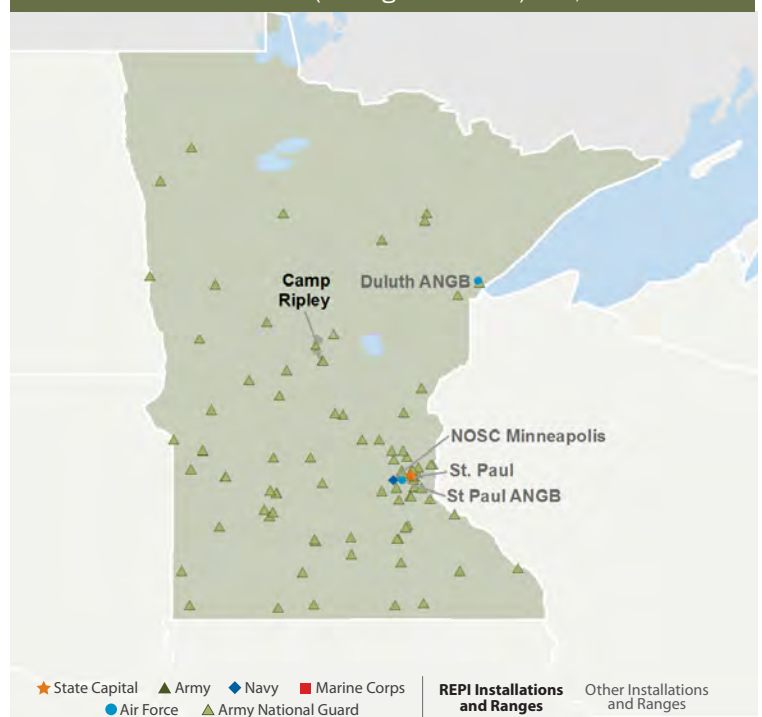 Camp
Ripley
Duluth ANGB
NOSC Minneapolis
St. Paul
St Paul ANGB
State Capital Army Navy Marine Corps
Air Force Army National Guard
REPI Installations
and Ranges
Other Installations
and Ranges